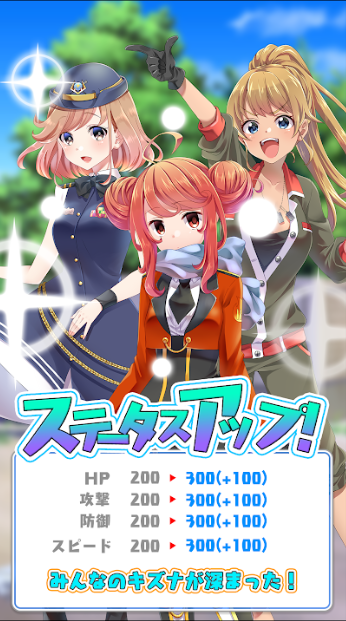 ステータスアップ!
HP 200 ▶ 300(+100)
攻撃 200 ▶ 300(+100)
防御 200 ▶ 300(+100)
スピード 200 ▶ 300(+100)
みんなのキズナが深まった!